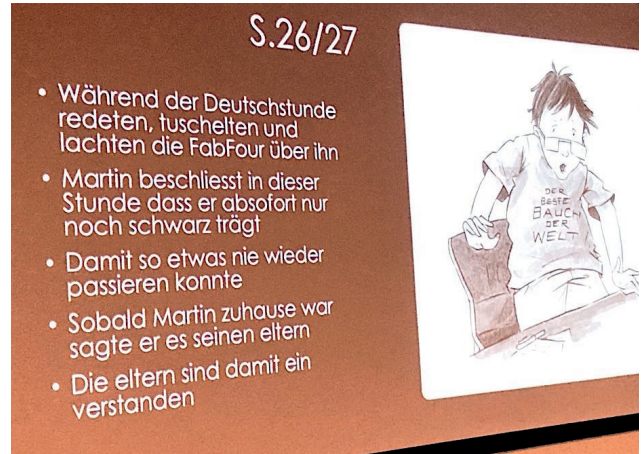 S.26/27
• Während der Deutschstunde
redeten, tuschelten und
lachten die FabFour über ihn
• Martin beschliesst in dieser
Stunde dass er absofort nur
noch schwarz trägt
• Damit so etwas nie wieder
passieren konnte
• Sobald Martin zuhause war
sagte er es seinen eltern
• Die eltern sind damit ein
verstanden
DER
BESTE
BAUCH
DER
WELT